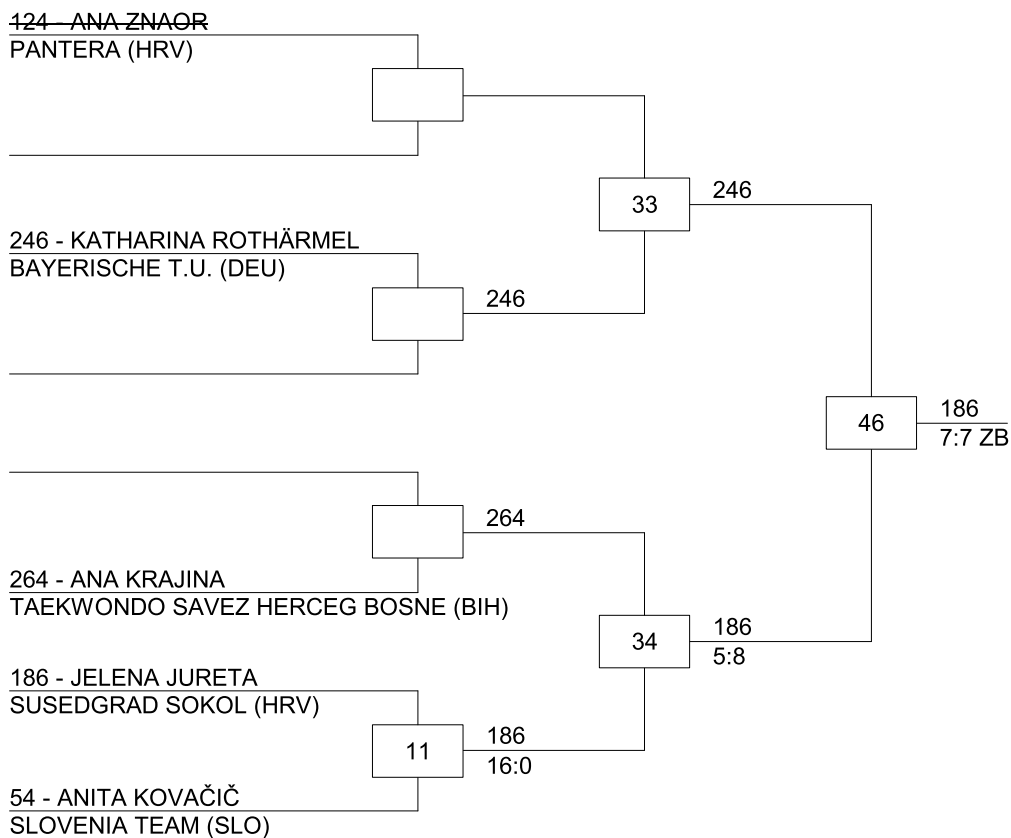 124 - ANA ZNAOR
PANTERA (HRV)
33
246
246 - KATHARINA ROTHÄRMEL
BAYERISCHE T.U. (DEU)
246
46
186
7:7 ZB
264
264 - ANA KRAJINA
TAEKWONDO SAVEZ HERCEG BOSNE (BIH)
34
186
5:8
186 - JELENA JURETA
SUSEDGRAD SOKOL (HRV)
11
186
16:0
54 - ANITA KOVAČIČ
SLOVENIA TEAM (SLO)